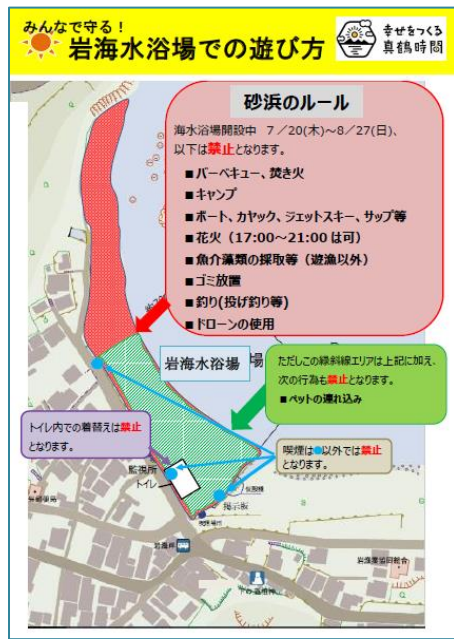 みんなで守る！
岩海水浴場での遊び方
幸せをつくる
真鶴時間
砂浜のルール
海水浴場開設中　7／20(木)～8／27(日)、
以下は禁止となります。
■バーベキュー、焚き火
■キャンプ
■ボート、カヤック、ジェットスキー、サップ等
■花火（17:00～21:00 は可）
■魚介藻類の採取等（遊漁以外）
■ゴミ放置
■釣り(投げ釣り等)
■ドローンの使用
岩海水浴場
場
ただしこの緑斜線エリアは上記に加え、
次の行為も禁止となります。
■ペットの連れ込み
トイレ内での着替えは禁止
となります。
喫煙は●以外では禁止
となります。
監視所
トイレ
掲示板
岩海岸